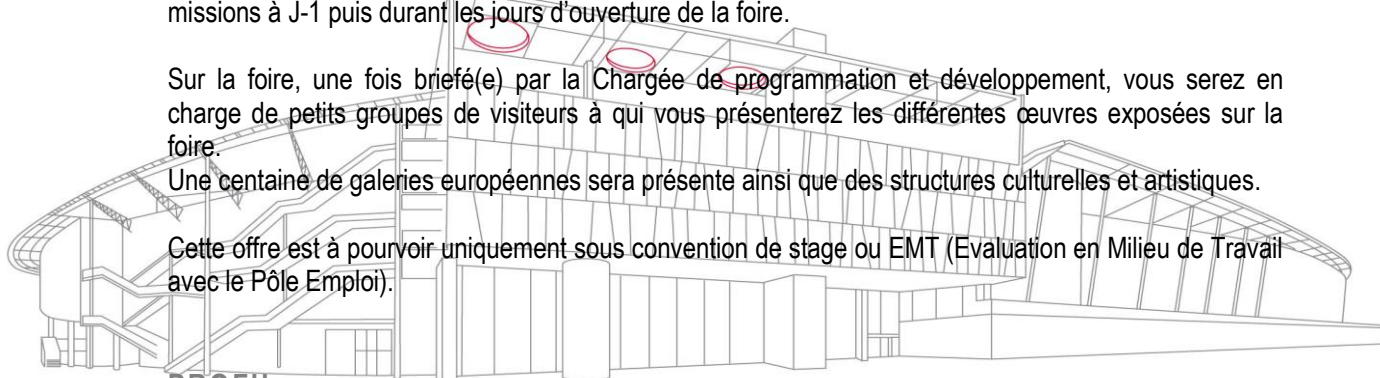 missions à J-1 puis durant les jours d'ouverture de la foire.
Sur la foire, une fois briefé(e) par la Chargée de programmation et développement, vous serez en
charge de petits groupes de visiteurs à qui vous présenterez les différentes œuvres exposées sur la
foire.
Une centaine de galeries européennes sera présente ainsi que des structures culturelles et artistiques.
Cette offre est à pourvoir uniquement sous convention de stage ou EMT (Evaluation en Milieu de Travail
avec le Pôle Emploi).